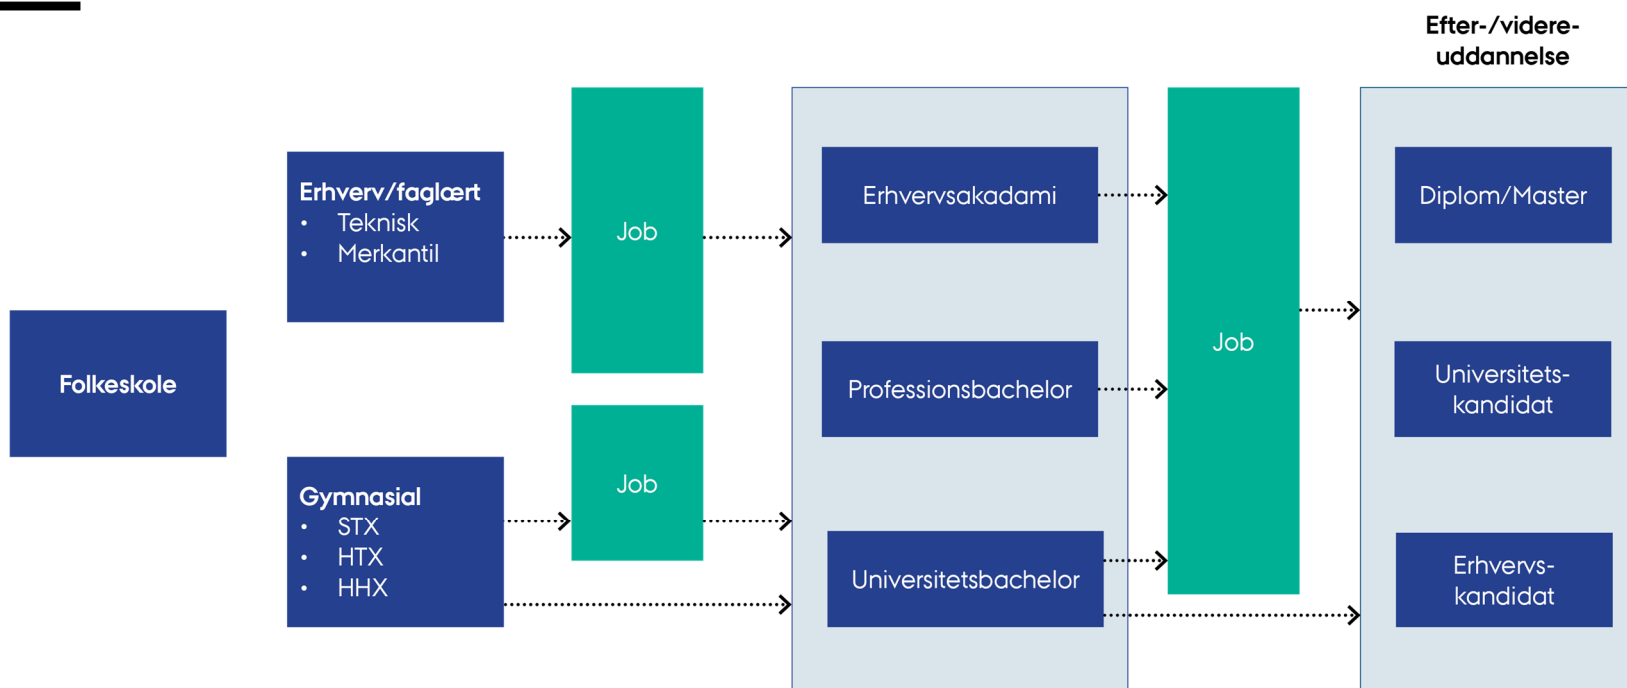 Efter-/videre-
uddannelse
Folkeskole
Erhverv/faglært
• Teknisk
• Merkantil
Gymnasial
• STX
• HTX
• HHX
Job
Job
Erhvervsakadami
Professionsbachelor
Universitetsbachelor
Job
Diplom/Master
Universitets-
kandidat
Erhvervs-
kandidat